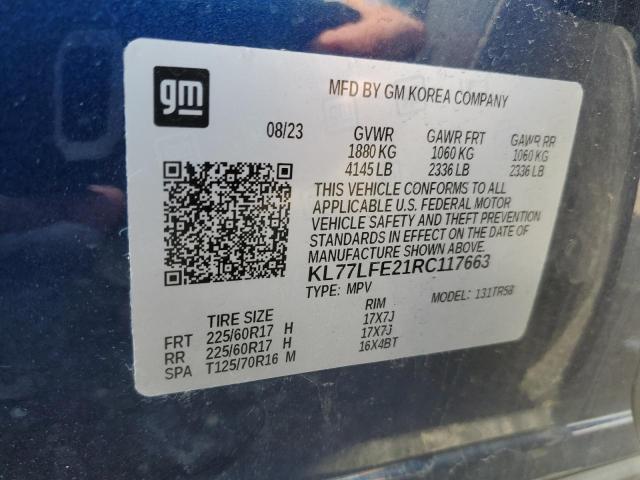 gm
MFD BY GM KOREA COMPANY
08/23 GVWR GAWR FRT GAWR RR
1880 KG 1060 KG 1060 KG
4145 LB 2336 LB 2336 LB
THIS VEHICLE CONFORMS TO ALL
APPLICABLE U.S. FEDERAL MOTOR
VEHICLE SAFETY AND THEFT PREVENTION
STANDARDS IN EFFECT ON THE DATE OF
MANUFACTURE SHOWN ABOVE.
KL77LFE21RC117663
TYPE: MPV MODEL: 131TR58
TIRE SIZE RIM
FRT 225/60R17 H 17X7J
RR 225/60R17 H 17X7J
SPA T125/70R16 M 16X4BT